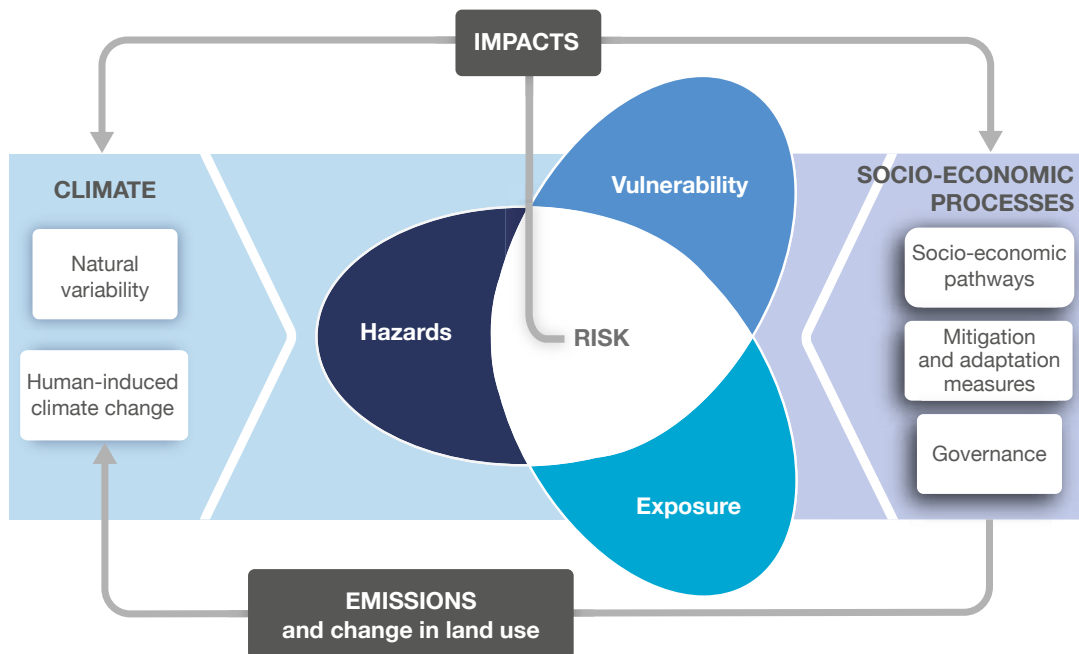 IMPACTS
CLIMATE
Natural
variability
Human-induced
climate change
Hazards
Vulnerability
RISK
Exposure
SOCIO-ECONOMIC
PROCESSES
Socio-economic
pathways
Mitigation
and adaptation
measures
Governance
EMISSIONS
and change in land use